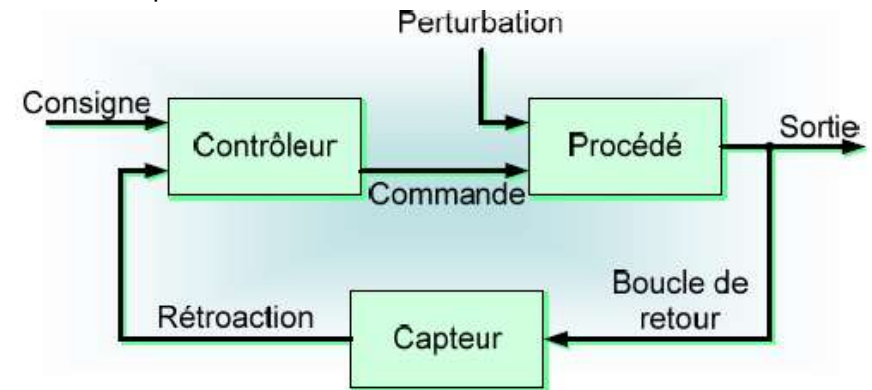 Perturbation
Consigne
Contrôleur
Procédé
Sortie
Commande
Boucle de
retour
Rétroaction
Capteur